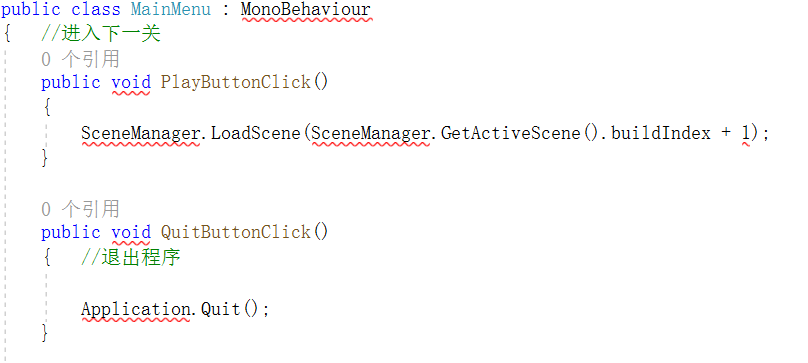 public class MainMenu : MonoBehaviour
{ //进入下一关
0 个引用
public void PlayButtonClick()
{
SceneManager.LoadScene(SceneManager.GetActiveScene().buildIndex + 1);
}
0 个引用
public void QuitButtonClick()
{ //退出程序
Application.Quit();
}